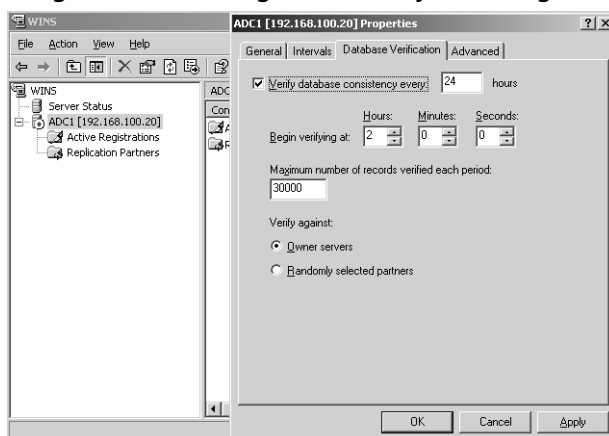 WINS
File Action View Help
WINS
Server Status
ADC1 [192.168.100.20]
Active Registrations
Replication Partners
ADC1 [192.168.100.20] Properties
General Intervals Database Verification Advanced
Verify database consistency every: 24 hours
Hours: Minutes: Seconds:
Begin verifying at: 2 0 0
Maximum number of records verified each period:
30000
Verify against:
Owner servers
Randomly selected partners
OK Cancel Apply